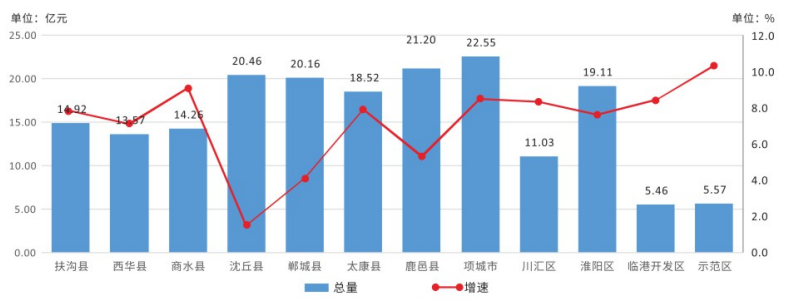 单位：亿元 单位：%
25.00 12.0
20.00 10.0
15.00 8.0
10.00 6.0
5.00 4.0
0.00 2.0
0.0
14.92 13.57 14.26 20.46 20.16 18.52 21.20 22.55 11.03 19.11 5.46 5.57
扶沟县 西华县 商水县 沈丘县 郸城县 太康县 鹿邑县 项城市 川汇区 淮阳区 临港开发区 示范区
总量 增速